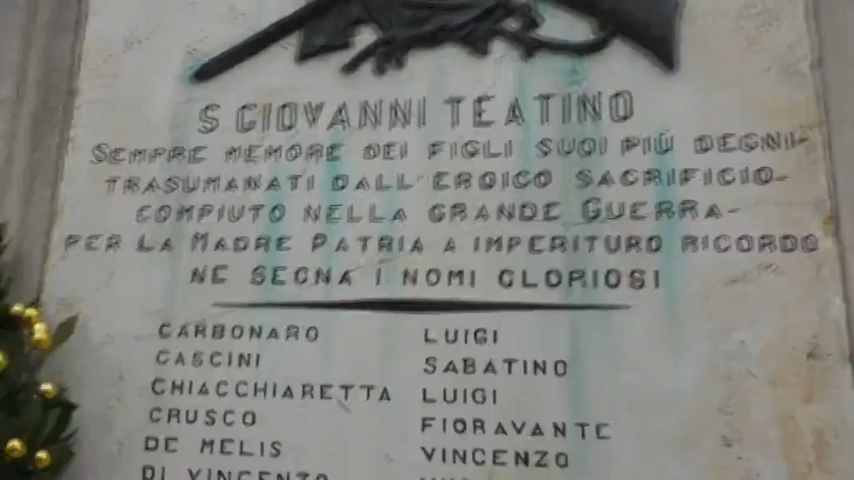 S GIOVANNI TEATINO
SEMPRE MEMORE DEI FIGLI SUOI PIÙ DEGNI-
TRASUMANATI DALL'EROICO SACRIFICIO-
COMPIUTO NELLA GRANDE GUERRA-
PER LA MADRE PATRIA A IMPERITURO RICORDO
NE SEGNA I NOMI GLORIOSI
CARBONARO LUIGI
CASCINI SABATINO
CHIACCHIARETTA LUIGI
CRUSCO FIORAVANTE
DE MELIS VINCENZO
DI VINCENZO